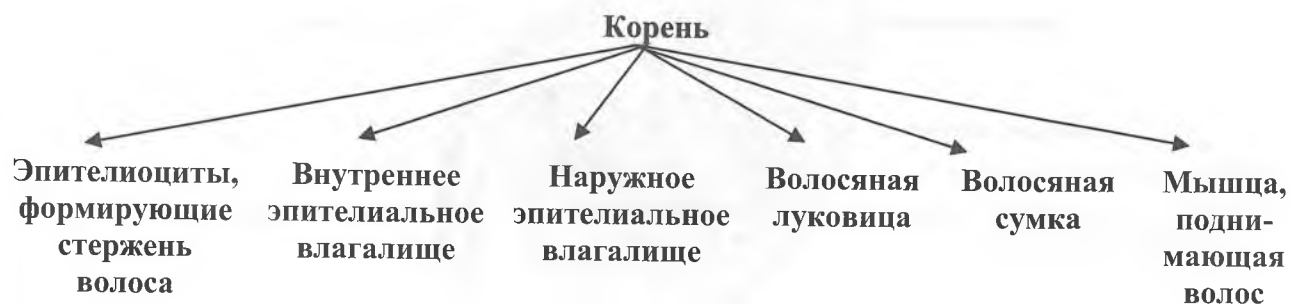 Корень
Эпителиоциты,
формирующие
стержень
волоса
Внутреннее
эпителиальное
влагалище
Наружное
эпителиальное
влагалище
Волосяная
луковица
Волосяная
сумка
Мышца,
подни-
мающая
волос